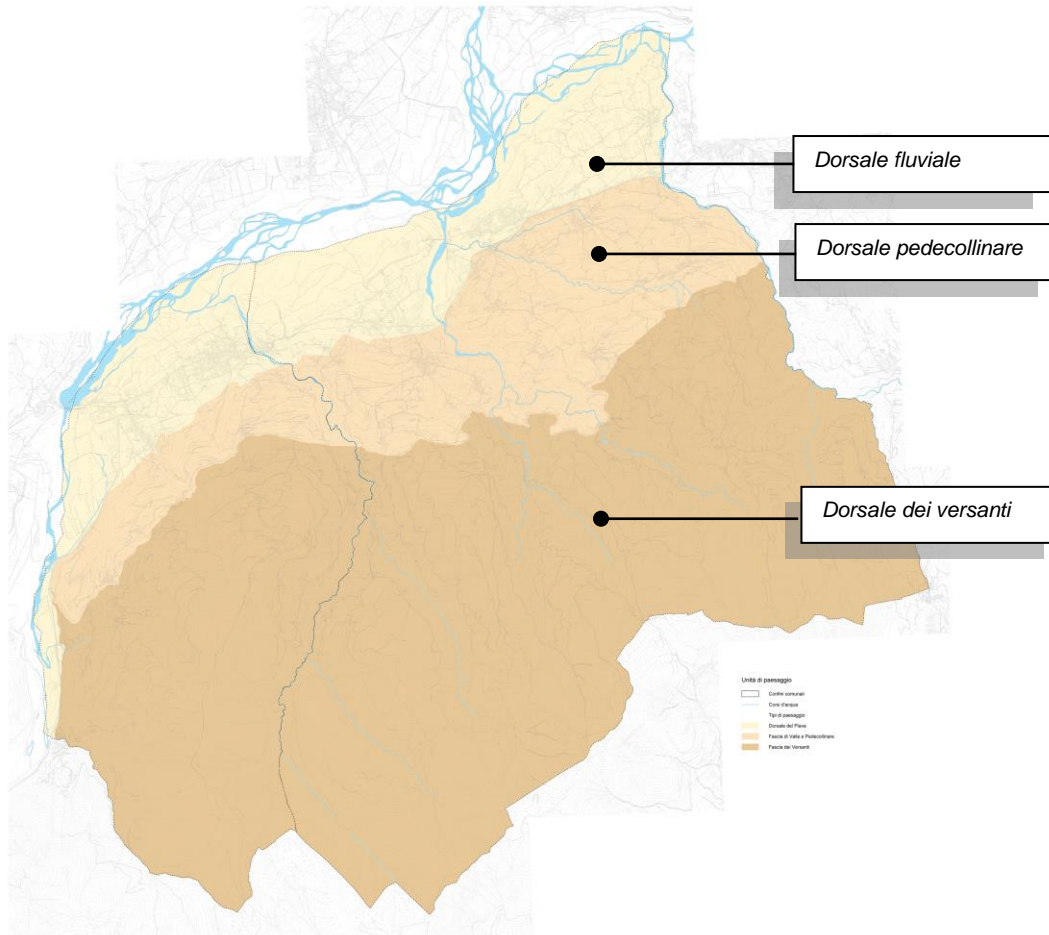 Dorsale fluviale
Dorsale pedecollinare
Dorsale dei versanti
Unità di paesaggio
Confini comunali
Corsi d'acqua
Tipi di paesaggio
Dorsale del Piave
Fascia di Valle e Pedecollinare
Fascia dei Versanti